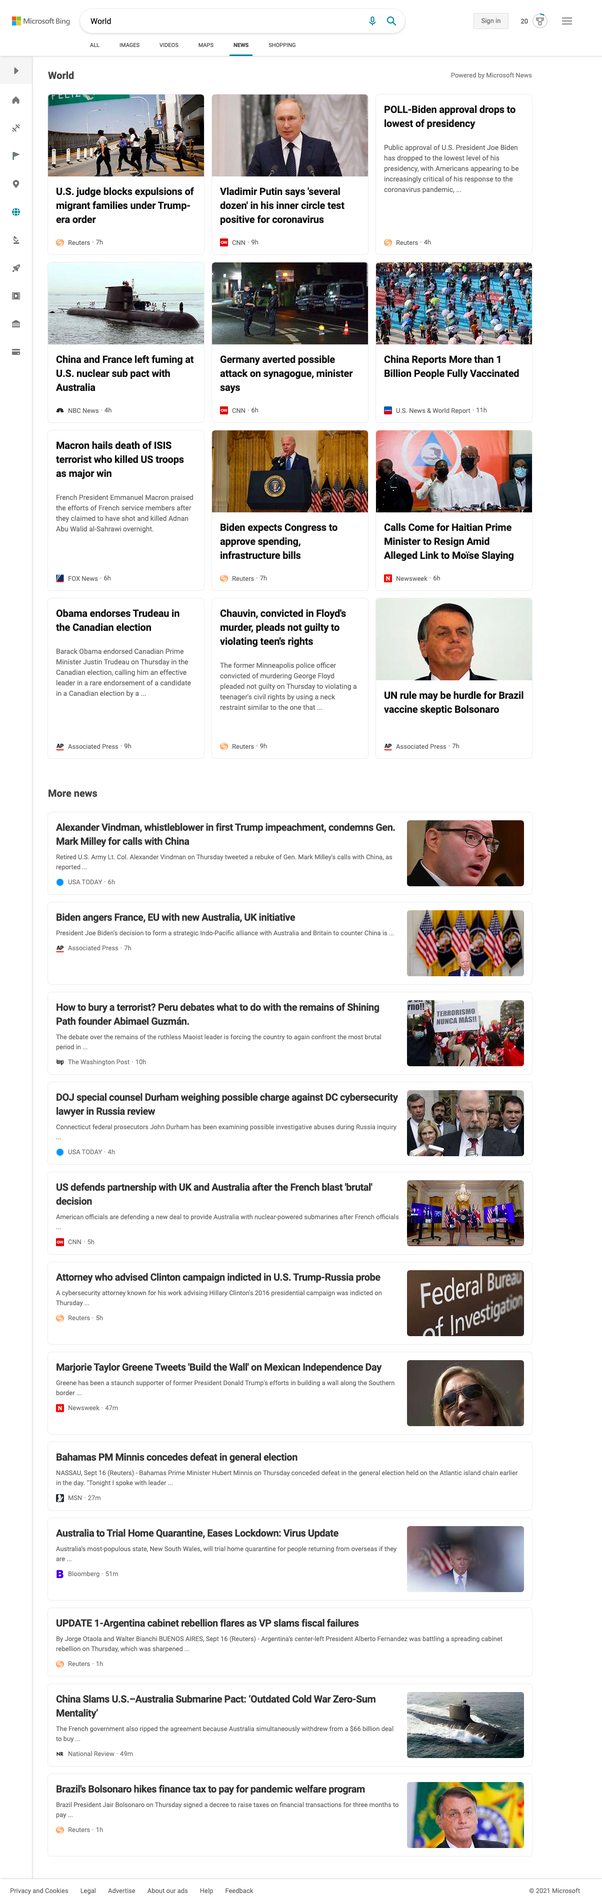 Microsoft Bing
World
Sign in
20
ALL IMAGES VIDEOS MAPS NEWS SHOPPING
World
Powered by Microsoft News
U.S. judge blocks expulsions of
migrant families under Trump-
era order
Reuters · 7h
Vladimir Putin says 'several
dozen' in his inner circle test
positive for coronavirus
CNN · 9h
POLL-Biden approval drops to
lowest of presidency
Public approval of U.S. President Joe Biden
has dropped to the lowest level of his
presidency, with Americans appearing to be
increasingly critical of his response to the
coronavirus pandemic, ...
Reuters · 4h
China and France left fuming at
U.S. nuclear sub pact with
Australia
NBC News · 4h
Germany averted possible
attack on synagogue, minister
says
CNN · 6h
China Reports More than 1
Billion People Fully Vaccinated
U.S. News & World Report · 11h
Macron hails death of ISIS
terrorist who killed US troops
as major win
French President Emmanuel Macron praised
the efforts of French service members after
they claimed to have shot and killed Adnan
Abu Walid al-Sahrawi overnight.
FOX News · 6h
Biden expects Congress to
approve spending,
infrastructure bills
Reuters · 7h
Calls Come for Haitian Prime
Minister to Resign Amid
Alleged Link to Moïse Slaying
Newsweek · 6h
Obama endorses Trudeau in
the Canadian election
Barack Obama endorsed Canadian Prime
Minister Justin Trudeau on Thursday in the
Canadian election, calling him an effective
leader in a rare endorsement of a candidate
in a Canadian election by a ...
AP Associated Press · 9h
Chauvin, convicted in Floyd's
murder, pleads not guilty to
violating teen's rights
The former Minneapolis police officer
convicted of murdering George Floyd
pleaded not guilty on Thursday to violating a
teenager's civil rights by using a neck
restraint similar to the one that ...
Reuters · 9h
UN rule may be hurdle for Brazil
vaccine skeptic Bolsonaro
AP Associated Press · 7h
More news
Alexander Vindman, whistleblower in first Trump impeachment, condemns Gen.
Mark Milley for calls with China
Retired U.S. Army Lt. Col. Alexander Vindman on Thursday tweeted a rebuke of Gen. Mark Milley's calls with China, as
reported ...
USA TODAY · 6h
Biden angers France, EU with new Australia, UK initiative
President Joe Biden's decision to form a strategic Indo-Pacific alliance with Australia and Britain to counter China is ...
AP Associated Press · 7h
How to bury a terrorist? Peru debates what to do with the remains of Shining
Path founder Abimael Guzmán.
The debate over the remains of the ruthless Maoist leader is forcing the country to again confront the most brutal
period in ...
wp The Washington Post · 10h
TERRORISMO
NUNCA MÁS!!
DOJ special counsel Durham weighing possible charge against DC cybersecurity
lawyer in Russia review
Connecticut federal prosecutors John Durham has been examining possible investigative abuses during Russia inquiry
...
USA TODAY · 4h
US defends partnership with UK and Australia after the French blast 'brutal'
decision
American officials are defending a new deal to provide Australia with nuclear-powered submarines after French officials
...
CNN · 5h
Attorney who advised Clinton campaign indicted in U.S. Trump-Russia probe
A cybersecurity attorney known for his work advising Hillary Clinton's 2016 presidential campaign was indicted on
Thursday ...
Reuters · 5h
Federal Bureau
of Investigation
Marjorie Taylor Greene Tweets 'Build the Wall' on Mexican Independence Day
Greene has been a staunch supporter of former President Donald Trump's efforts in building a wall along the Southern
border ...
N Newsweek · 47m
Bahamas PM Minnis concedes defeat in general election
NASSAU, Sept 16 (Reuters) - Bahamas Prime Minister Hubert Minnis on Thursday conceded defeat in the general election held on the Atlantic island chain earlier
in the day. "Tonight I spoke with leader ...
MSN · 27m
Australia to Trial Home Quarantine, Eases Lockdown: Virus Update
Australia's most-populous state, New South Wales, will trial home quarantine for people returning from overseas if they
are ...
B Bloomberg · 51m
UPDATE 1-Argentina cabinet rebellion flares as VP slams fiscal failures
By Jorge Otaola and Walter Bianchi BUENOS AIRES, Sept 16 (Reuters) - Argentina's center-left President Alberto Fernandez was battling a spreading cabinet
rebellion on Thursday, which was sharpened ...
Reuters · 1h
China Slams U.S.–Australia Submarine Pact: 'Outdated Cold War Zero-Sum
Mentality'
The French government also ripped the agreement because Australia simultaneously withdrew from a $66 billion deal
to buy ...
NR National Review · 49m
Brazil's Bolsonaro hikes finance tax to pay for pandemic welfare program
Brazil President Jair Bolsonaro on Thursday signed a decree to raise taxes on financial transactions for three months to
pay ...
Reuters · 1h
Privacy and Cookies Legal Advertise About our ads Help Feedback
© 2021 Microsoft